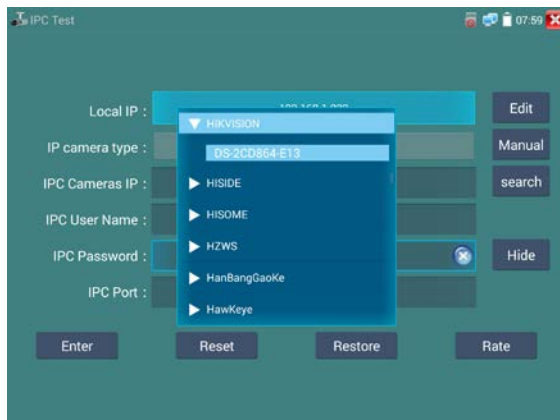 IPC Test
07:59
Local IP :
Edit
HIKVISION
IP camera type :
DS-2CD864-E13
Manual
IPC Cameras IP :
HISIDE
search
IPC User Name :
HISOME
IPC Password :
HZWS
Hide
HanBangGaoKe
IPC Port :
HawKeye
Enter
Reset
Restore
Rate